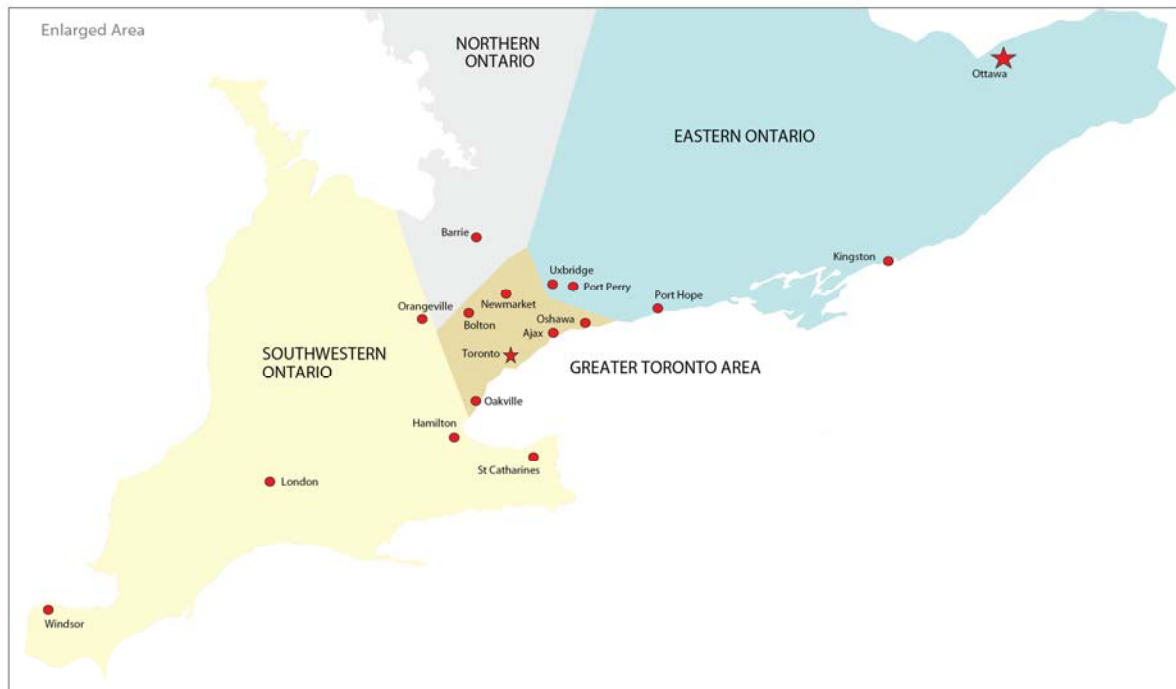 Enlarged Area
NORTHERN
ONTARIO
Ottawa
EASTERN ONTARIO
Barrie
Kingston
Uxbridge
Port Perry
Port Hope
Orangeville
Newmarket
Bolton
Oshawa
Ajax
Toronto
SOUTHWESTERN
ONTARIO
GREATER TORONTO AREA
Oakville
Hamilton
St Catharines
London
Windsor